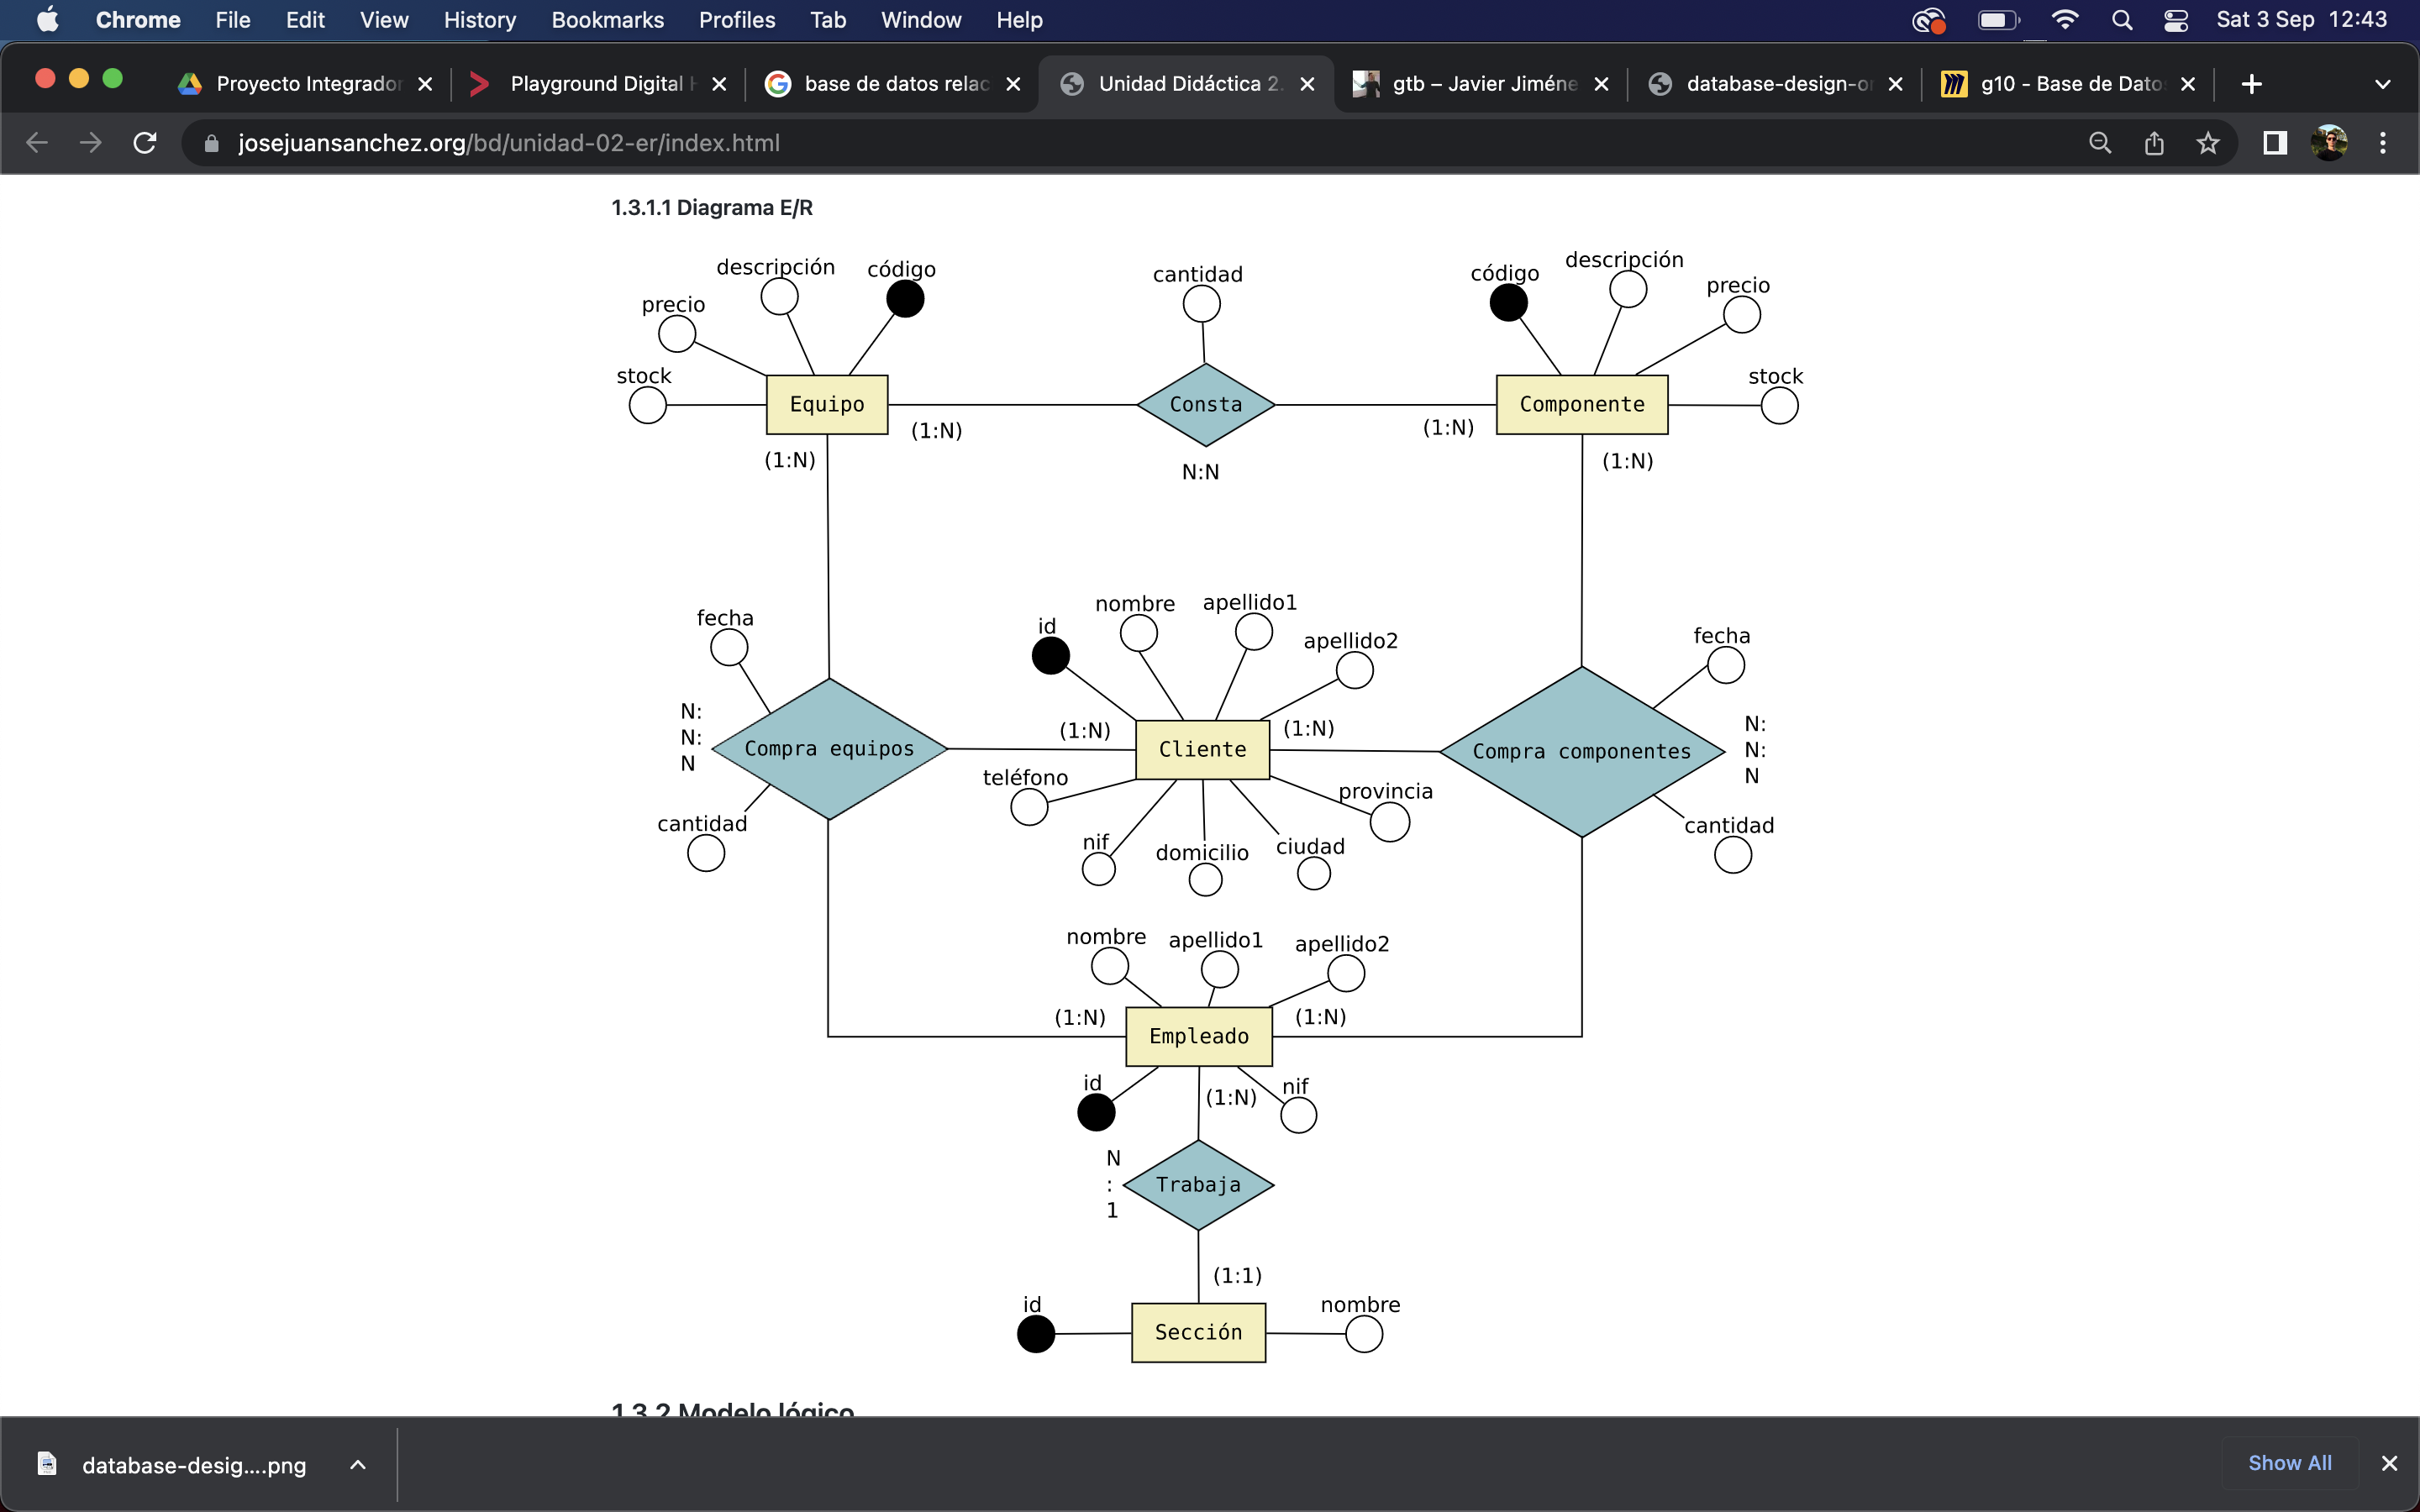 Chrome File Edit View History Bookmarks Profiles Tab Window Help Sat 3 Sep 12:43
Proyecto Integrador Playground Digital base de datos relac Unidad Didáctica 2. gtb – Javier Jiméne database-design-or g10 - Base de Dato
josejuansanchez.org/bd/unidad-02-er/index.html
1.3.1.1 Diagrama E/R
descripción
código
precio
stock
Equipo
(1:N)
(1:N)
cantidad
Consta
N:N
código
descripción
precio
stock
Componente
(1:N)
(1:N)
fecha
N:
N:
N
Compra equipos
cantidad
id
nombre
apellido1
apellido2
(1:N)
Cliente
(1:N)
teléfono
nif
domicilio
ciudad
provincia
fecha
Compra componentes
N:
N:
N
cantidad
nombre
apellido1
apellido2
(1:N)
Empleado
(1:N)
id
(1:N)
nif
N
:
1
Trabaja
(1:1)
id
Sección
nombre
1.3.2 Modelo lógico
database-desig....png
Show All